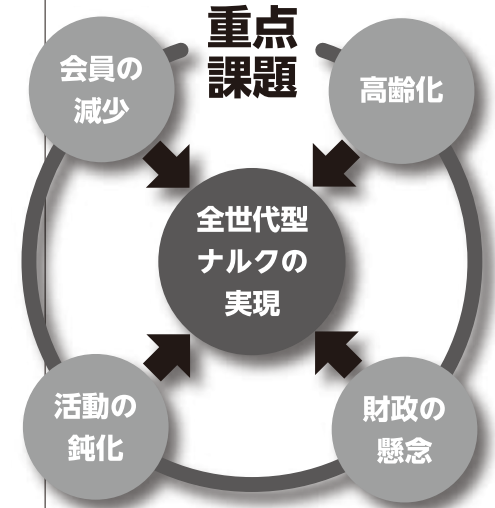 重点
課題
会員の
減少
高齢化
全世代型
ナルクの
実現
活動の
鈍化
財政の
懸念